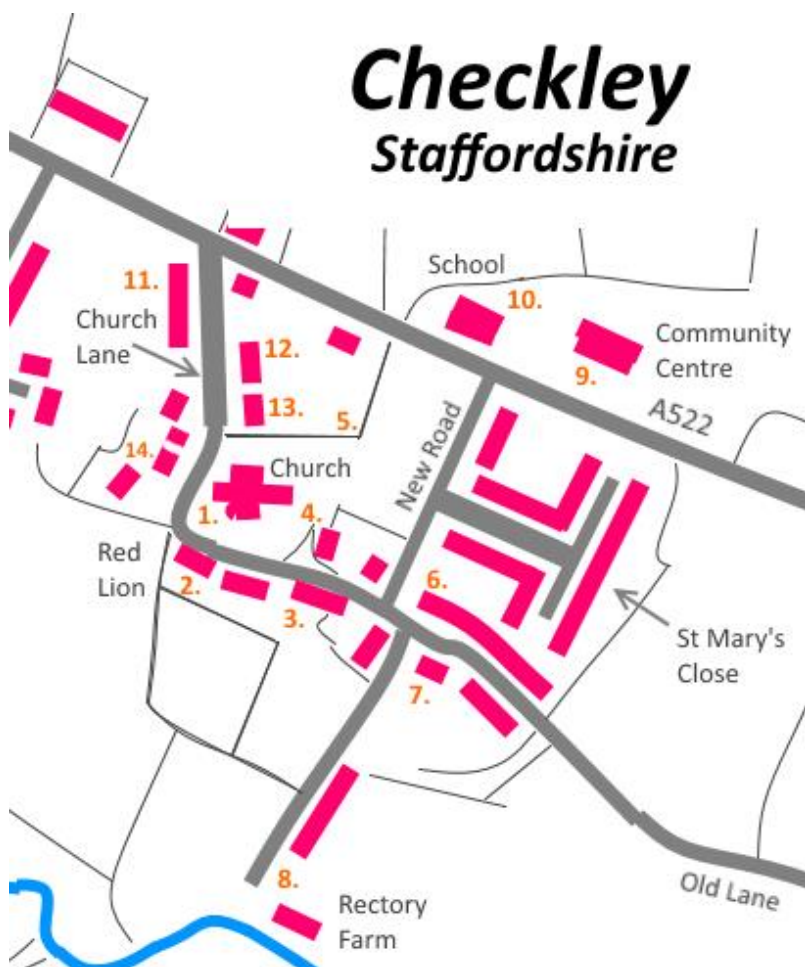 Checkley
Staffordshire
School
11.
10.
Church
Lane
12.
Community
Centre
9.
13.
5.
New Road
A522
14.
Church
1.
4.
Red
Lion
2.
3.
6.
St Mary's
Close
7.
8.
Rectory
Farm
Old Lane